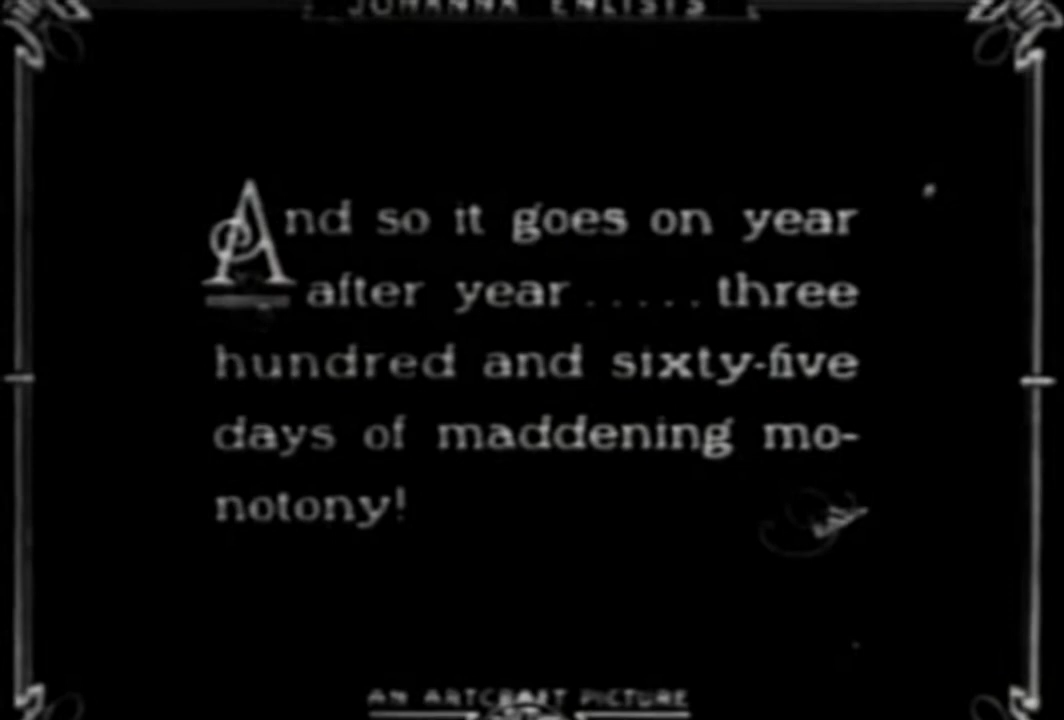 JOHANNA ENLISTS
And so it goes on year
after year.....three
hundred and sixty-five
days of maddening mo-
notony!
AN ARTCRAFT PICTURE